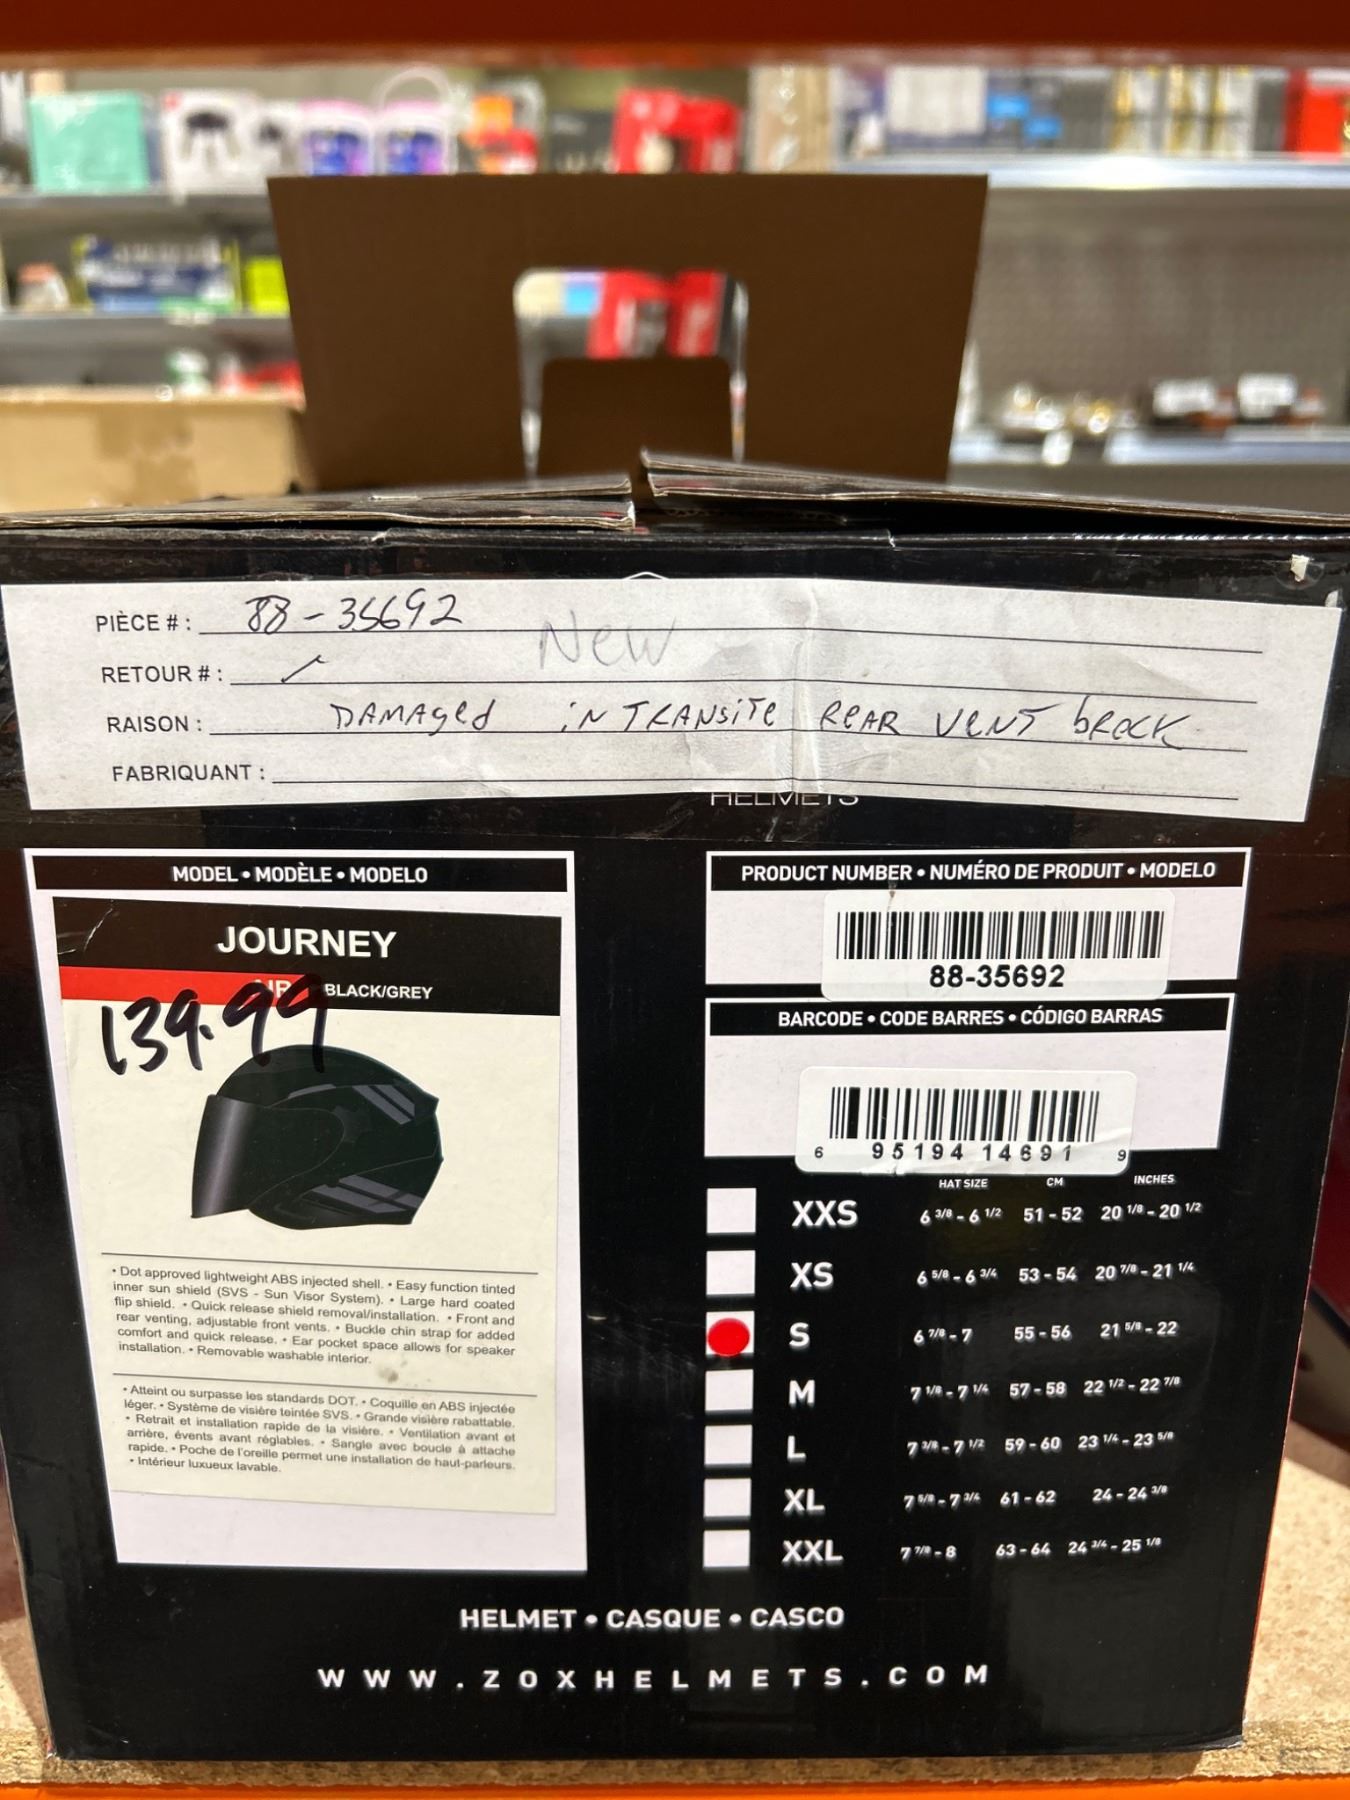 PIÈCE # : 88-35692
New
RETOUR # :
RAISON : DAMAged iN TRANSiTe REAR VENT bRecK
FABRIQUANT :
HELMETS
MODEL • MODÈLE • MODELO
JOURNEY
BLACK/GREY
139.99
• Dot approved lightweight ABS injected shell. • Easy function tinted
inner sun shield (SVS - Sun Visor System). • Large hard coated
flip shield. • Quick release shield removal/installation. • Front and
rear venting, adjustable front vents. • Buckle chin strap for added
comfort and quick release. • Ear pocket space allows for speaker
installation. • Removable washable interior.
• Atteint ou surpasse les standards DOT. • Coquille en ABS injectée
léger. • Système de visière teintée SVS. • Grande visière rabattable.
• Retrait et installation rapide de la visière. • Ventilation avant et
arrière, évents avant réglables. • Sangle avec boucle à attache
rapide. • Poche de l'oreille permet une installation de haut-parleurs.
• Intérieur luxueux lavable.
PRODUCT NUMBER • NUMÉRO DE PRODUIT • MODELO
88-35692
BARCODE • CODE BARRES • CÓDIGO BARRAS
6 95194 14691 9
HAT SIZE CM INCHES
XXS 6 3/8 - 6 1/2 51 - 52 20 1/8 - 20 1/2
XS 6 5/8 - 6 3/4 53 - 54 20 7/8 - 21 1/4
S 6 7/8 - 7 55 - 56 21 5/8 - 22
M 7 1/8 - 7 1/4 57 - 58 22 1/2 - 22 7/8
L 7 3/8 - 7 1/2 59 - 60 23 1/4 - 23 5/8
XL 7 5/8 - 7 3/4 61 - 62 24 - 24 3/8
XXL 7 7/8 - 8 63 - 64 24 3/4 - 25 1/8
HELMET • CASQUE • CASCO
WWW.ZOXHELMETS.COM